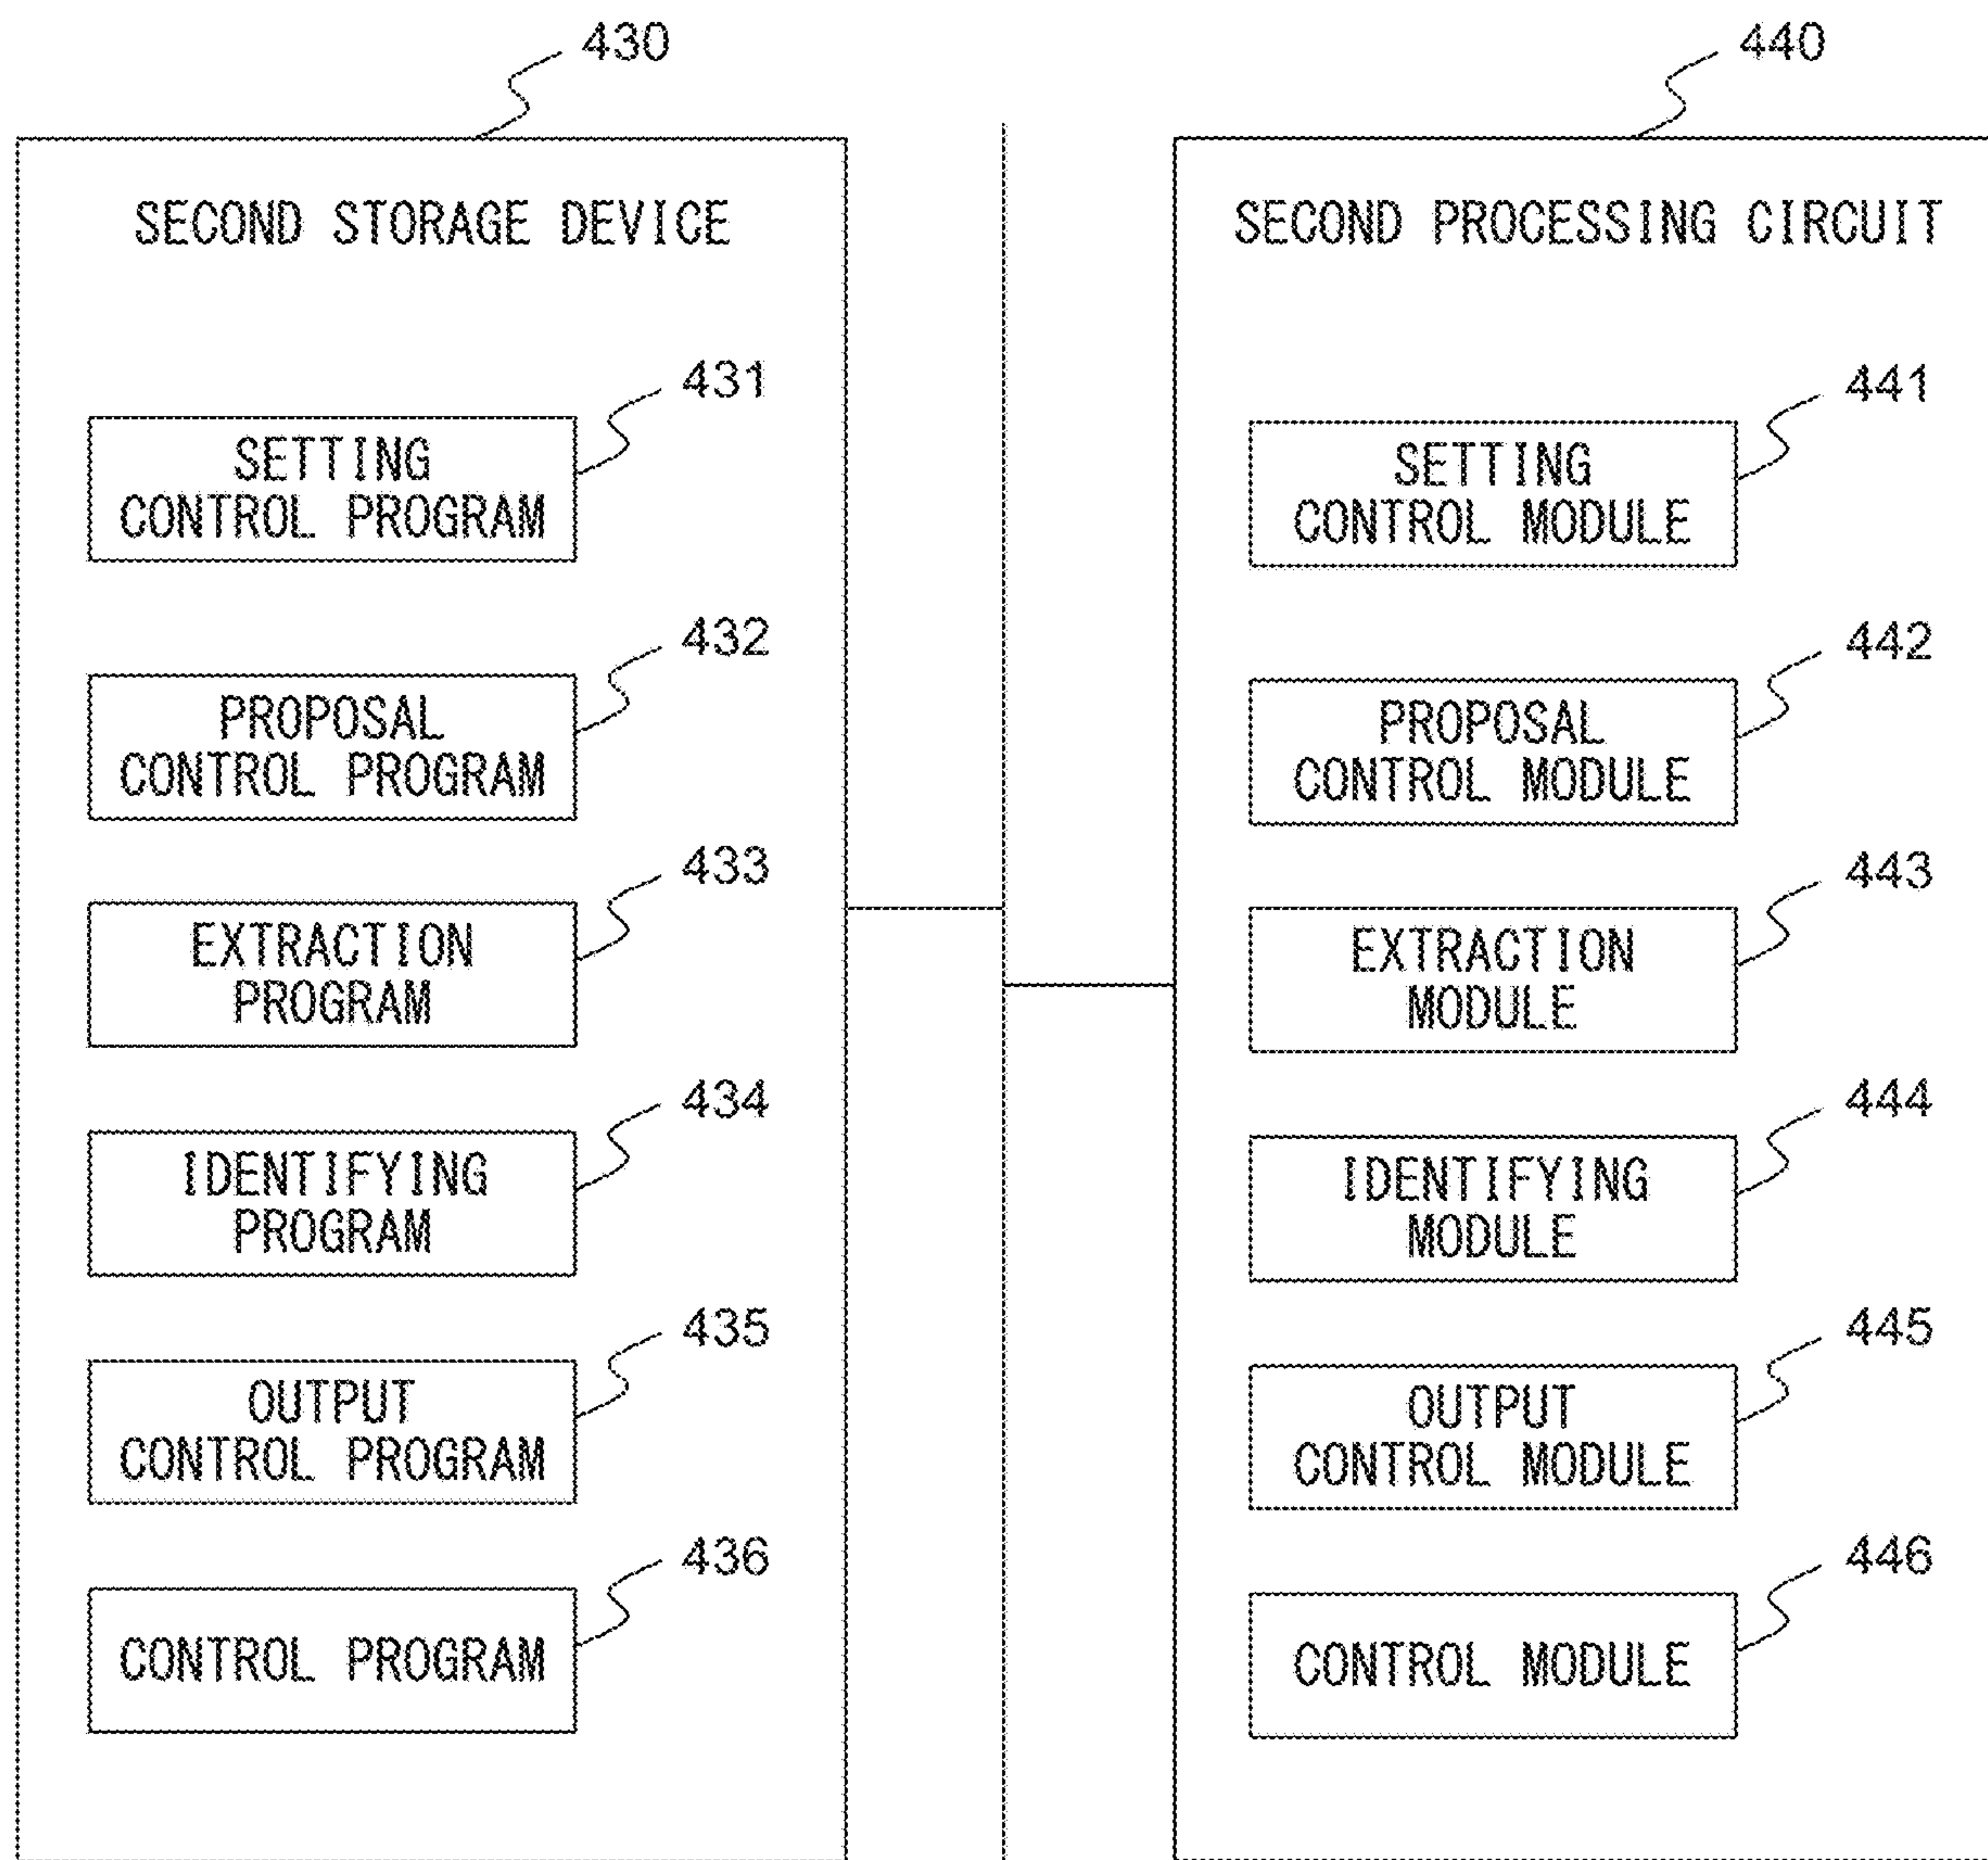 430
SECOND STORAGE DEVICE
431
SETTING
CONTROL PROGRAM
432
PROPOSAL
CONTROL PROGRAM
433
EXTRACTION
PROGRAM
434
IDENTIFYING
PROGRAM
435
OUTPUT
CONTROL PROGRAM
436
CONTROL PROGRAM
440
SECOND PROCESSING CIRCUIT
441
SETTING
CONTROL MODULE
442
PROPOSAL
CONTROL MODULE
443
EXTRACTION
MODULE
444
IDENTIFYING
MODULE
445
OUTPUT
CONTROL MODULE
446
CONTROL MODULE